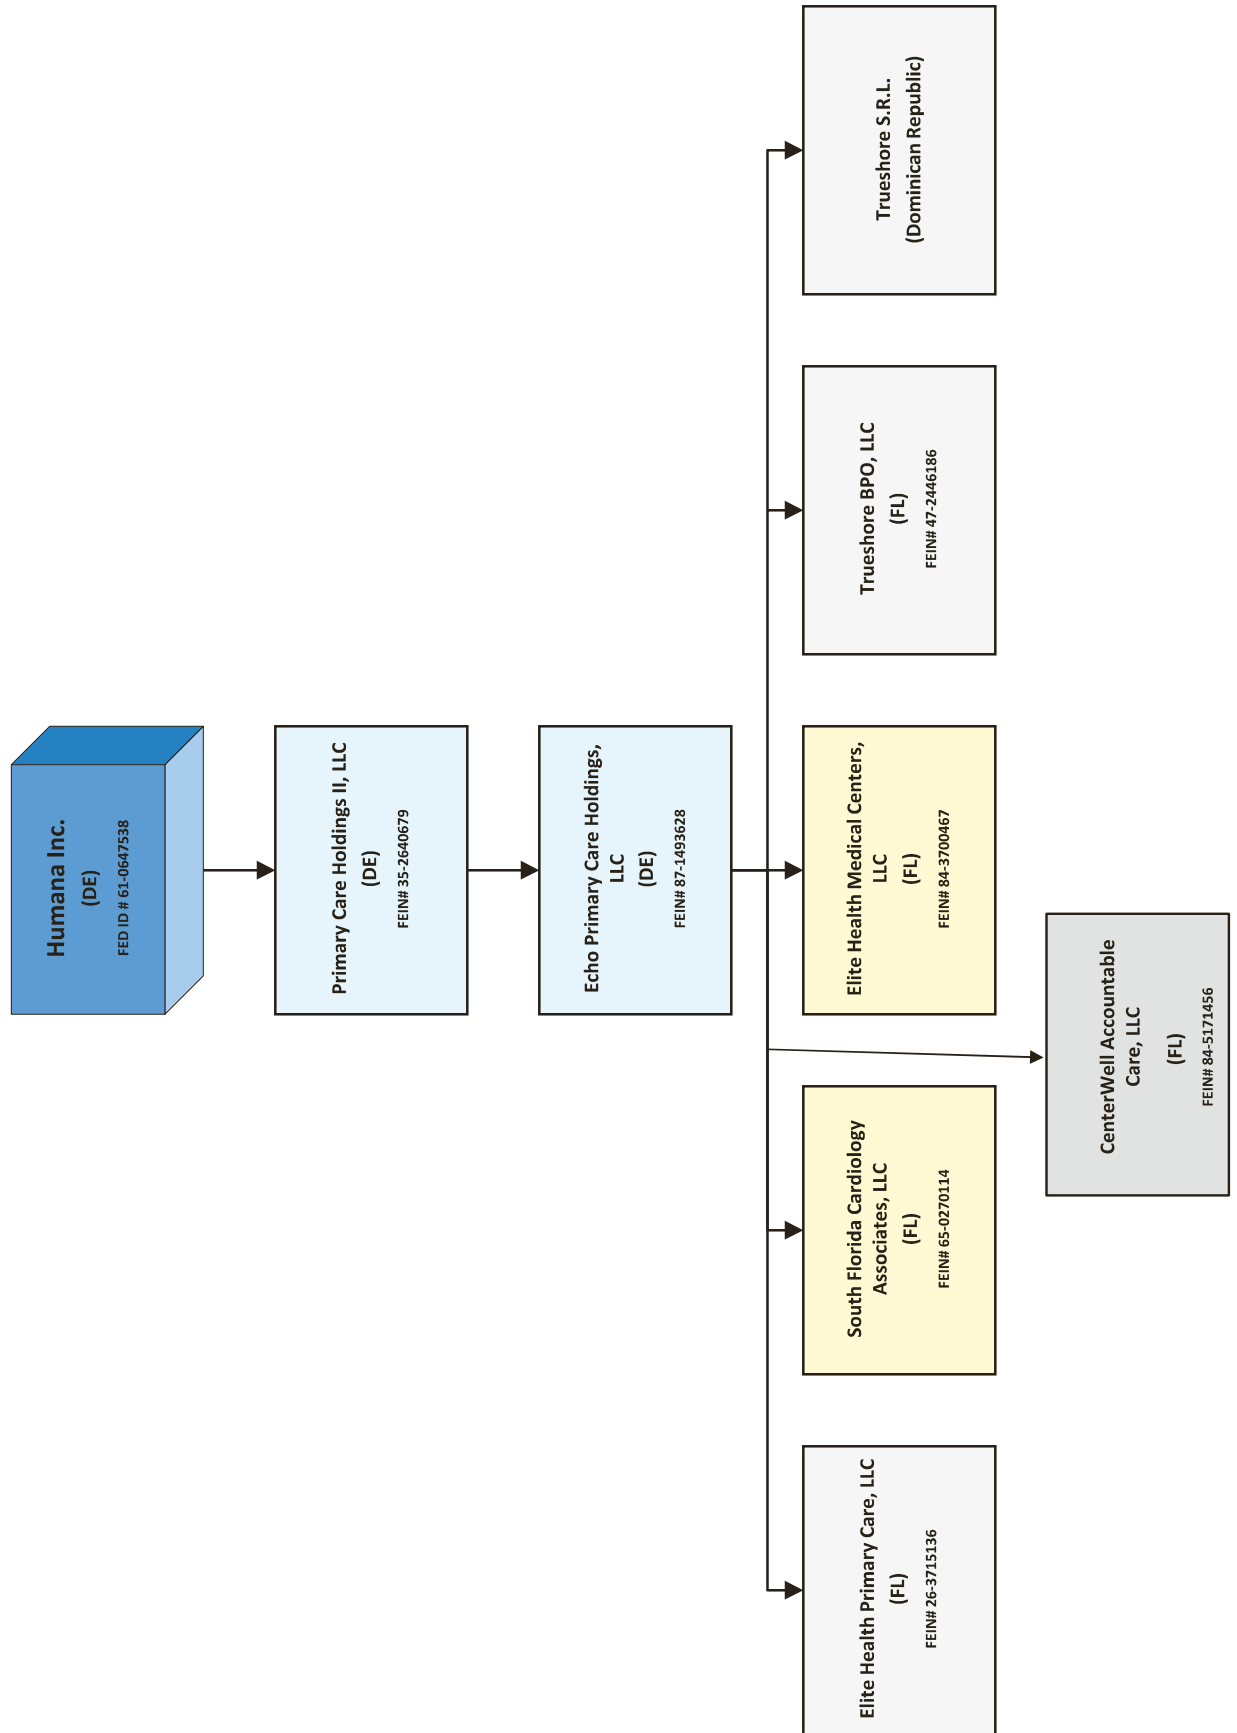 Humana Inc.
(DE)
FED ID # 61-0647538
Primary Care Holdings II, LLC
(DE)
FEIN# 35-2640679
Echo Primary Care Holdings,
LLC
(DE)
FEIN# 87-1493628
Elite Health Primary Care, LLC
(FL)
FEIN# 26-3715136
South Florida Cardiology
Associates, LLC
(FL)
FEIN# 65-0270114
Elite Health Medical Centers,
LLC
(FL)
FEIN# 84-3700467
Trueshore BPO, LLC
(FL)
FEIN# 47-2446186
Trueshore S.R.L.
(Dominican Republic)
CenterWell Accountable
Care, LLC
(FL)
FEIN# 84-5171456